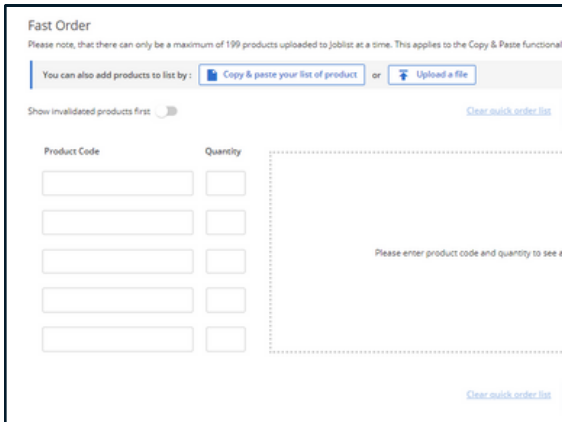 Fast Order
Please note, that there can only be a maximum of 199 products uploaded to Joblist at a time. This applies to the Copy & Paste functional
You can also add products to list by : Copy & paste your list of product or Upload a file
Show invalidated products first Clear quick order list
Product Code Quantity
Please enter product code and quantity to see a
Clear quick order list